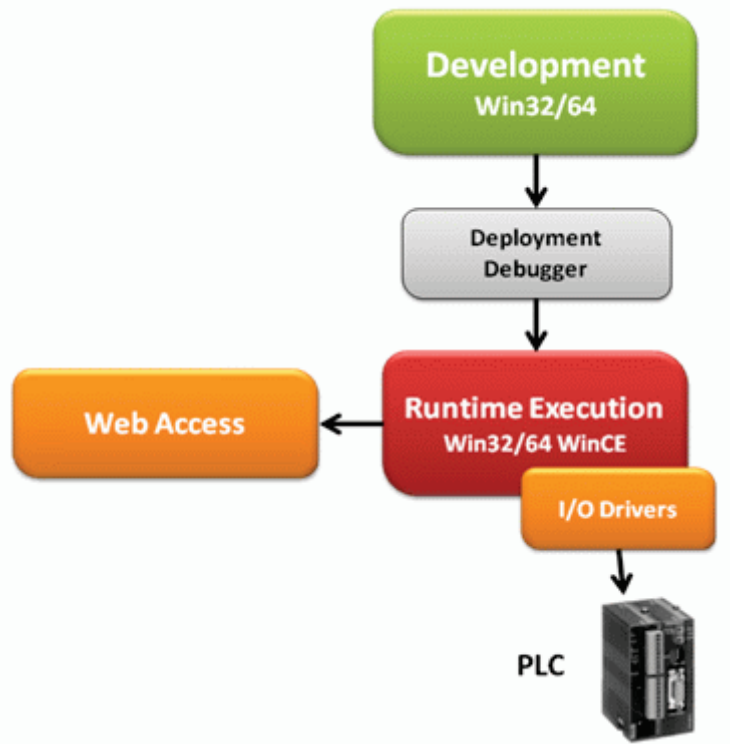 Development
Win32/64
Deployment
Debugger
Web Access
Runtime Execution
Win32/64 WinCE
I/O Drivers
PLC